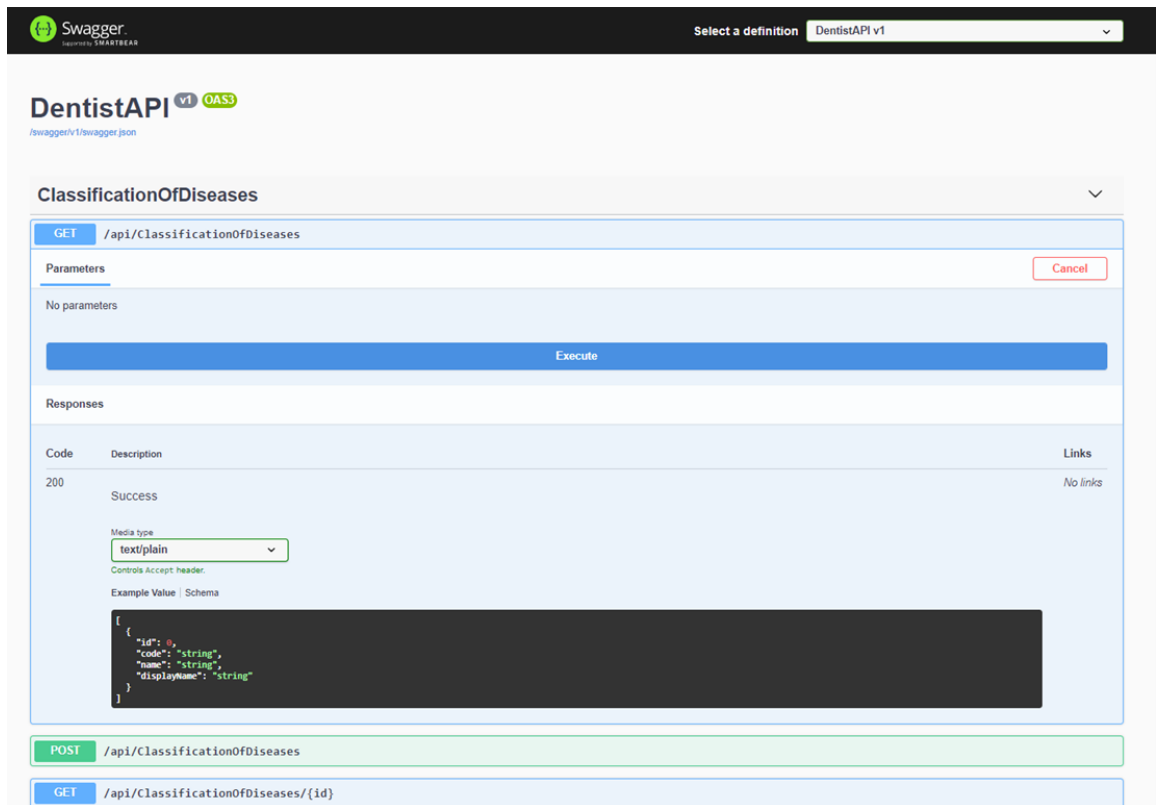 Swagger.
Supported by SMARTBEAR
Select a definition
DentistAPI v1
DentistAPI v1 OAS3
/swagger/v1/swagger.json
ClassificationOfDiseases
GET /api/ClassificationOfDiseases
Parameters
Cancel
No parameters
Execute
Responses
Code Description Links
200 Success No links
Media type
text/plain
Controls Accept header.
Example Value | Schema
[
  {
    "id": 0,
    "code": "string",
    "name": "string",
    "displayName": "string"
  }
]
POST /api/ClassificationOfDiseases
GET /api/ClassificationOfDiseases/{id}